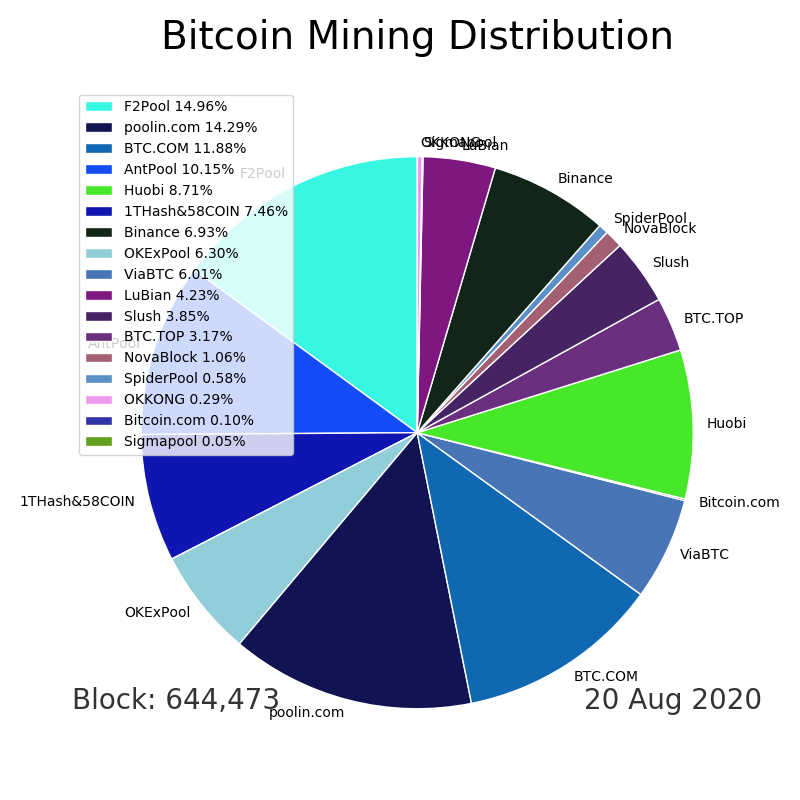 Bitcoin Mining Distribution
F2Pool 14.96%
poolin.com 14.29%
BTC.COM 11.88%
AntPool 10.15%
Huobi 8.71%
1THash&58COIN 7.46%
Binance 6.93%
OKExPool 6.30%
ViaBTC 6.01%
LuBian 4.23%
Slush 3.85%
BTC.TOP 3.17%
NovaBlock 1.06%
SpiderPool 0.58%
OKKONG 0.29%
Bitcoin.com 0.10%
Sigmapool 0.05%
OKKONG
Sigmapool
LuBian
F2Pool
Binance
SpiderPool
NovaBlock
Slush
BTC.TOP
AntPool
Huobi
1THash&58COIN
Bitcoin.com
ViaBTC
OKExPool
BTC.COM
poolin.com
Block: 644,473
20 Aug 2020